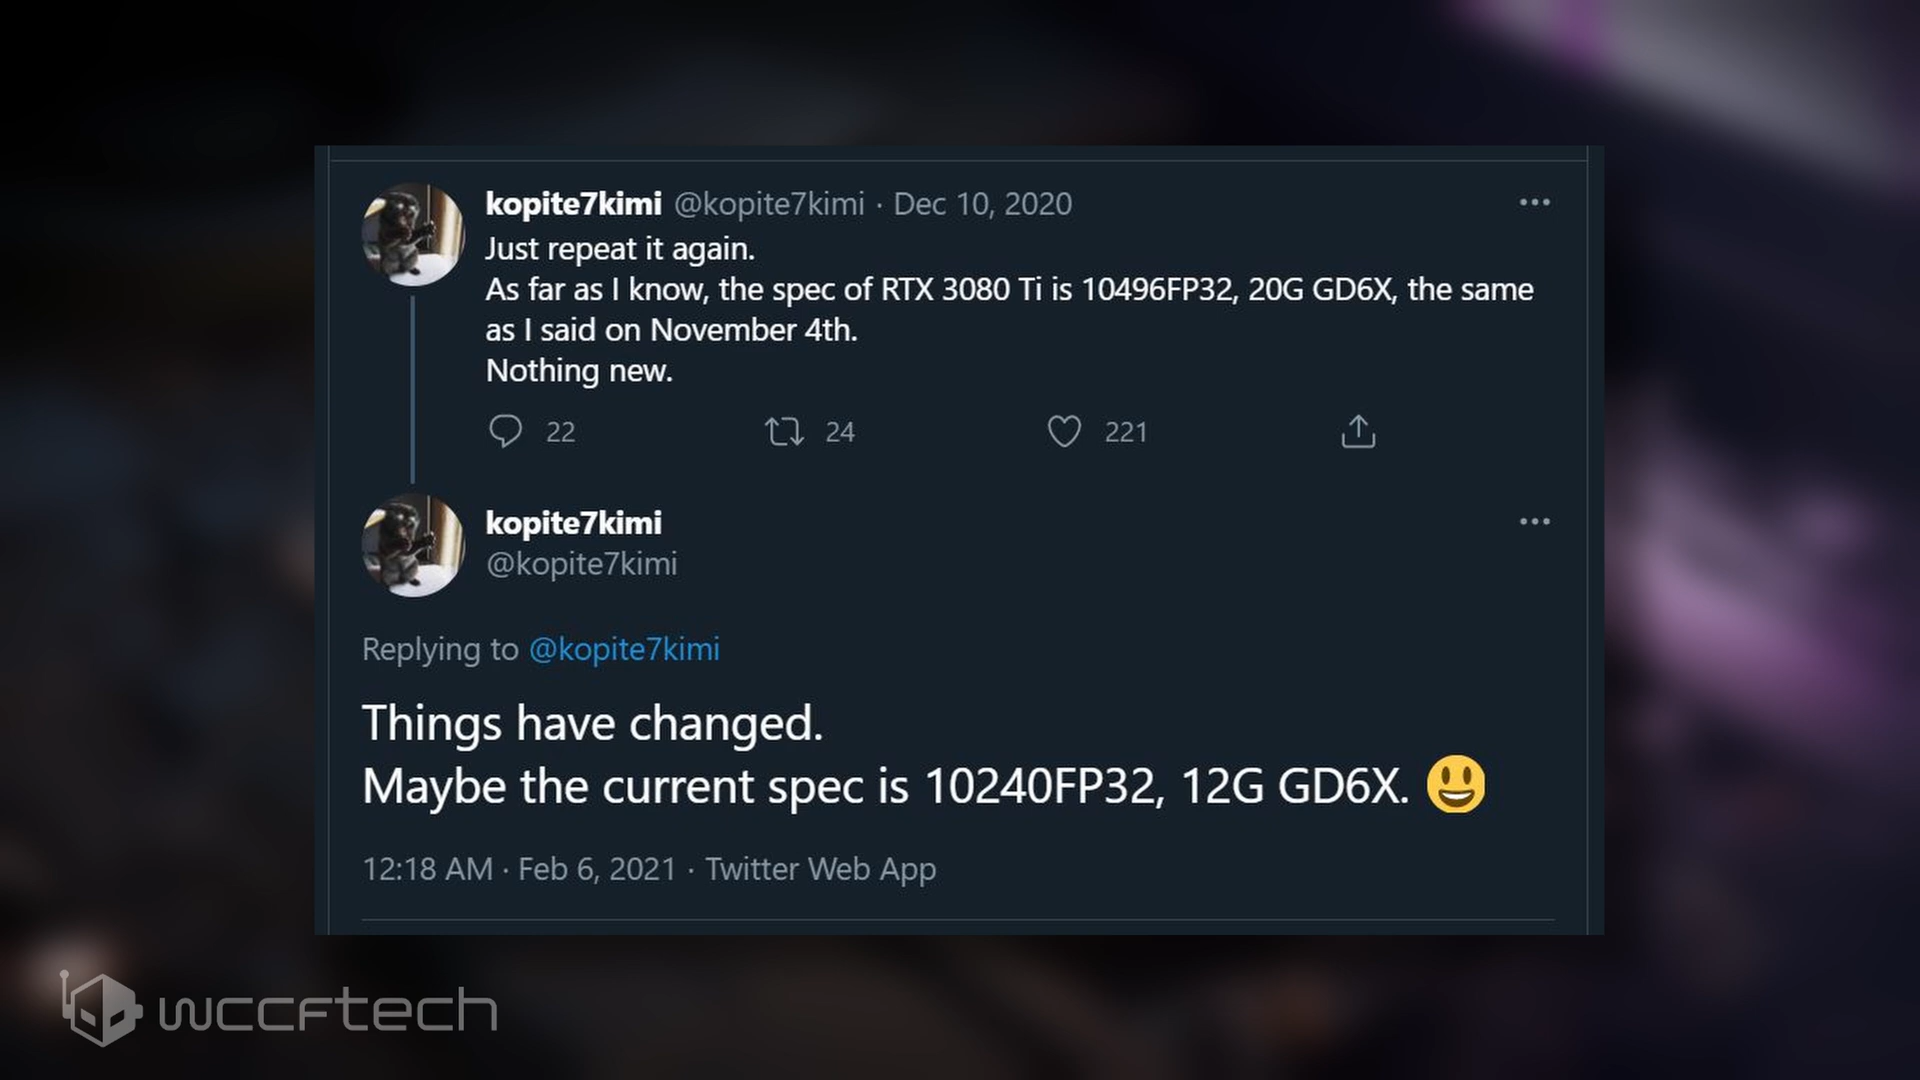 kopite7kimi @kopite7kimi · Dec 10, 2020
Just repeat it again.
As far as I know, the spec of RTX 3080 Ti is 10496FP32, 20G GD6X, the same
as I said on November 4th.
Nothing new.
22 24 221
kopite7kimi
@kopite7kimi
Replying to @kopite7kimi
Things have changed.
Maybe the current spec is 10240FP32, 12G GD6X. 😃
12:18 AM · Feb 6, 2021 · Twitter Web App
wccftech